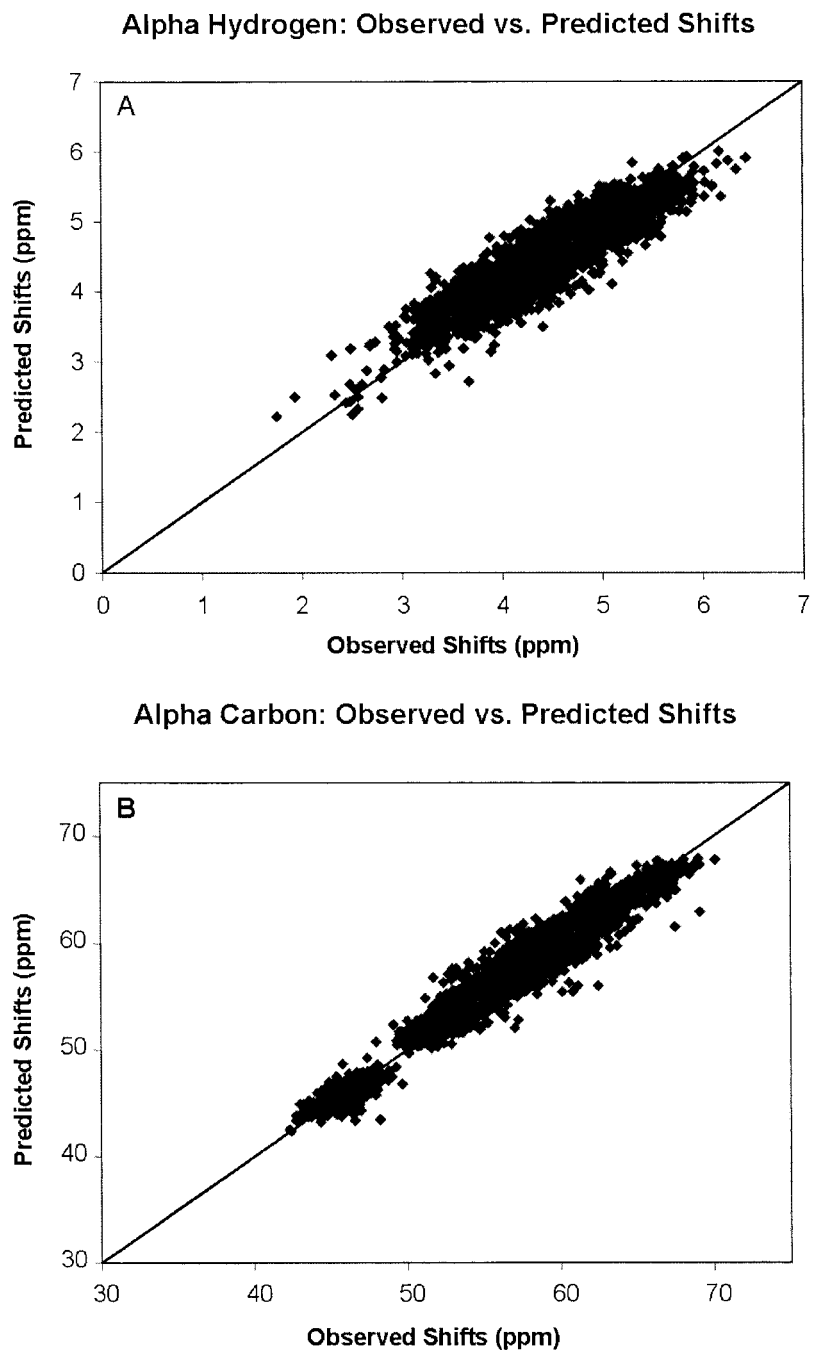 Alpha Hydrogen: Observed vs. Predicted Shifts
A
7
6
5
4
3
2
1
0
Predicted Shifts (ppm)
0 1 2 3 4 5 6 7
Observed Shifts (ppm)
Alpha Carbon: Observed vs. Predicted Shifts
B
70
60
50
40
30
Predicted Shifts (ppm)
30 40 50 60 70
Observed Shifts (ppm)